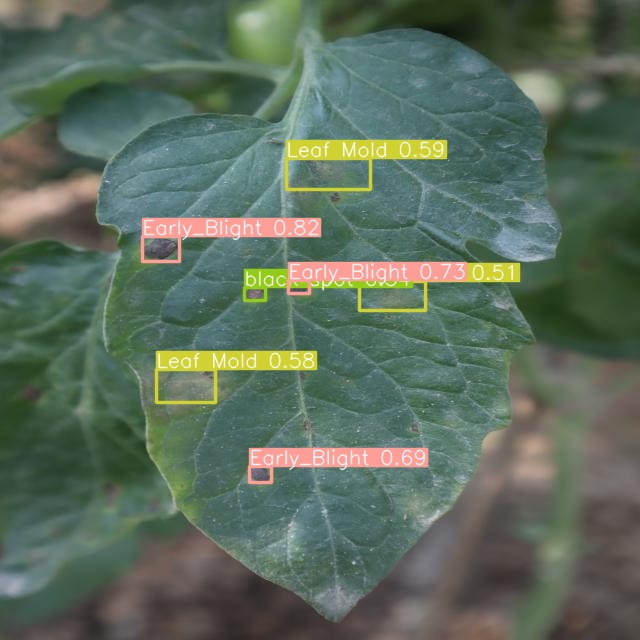 Leaf Mold 0.59
Early_Blight 0.82
Early_Blight 0.73 0.51
black spot
Leaf Mold 0.58
Early_Blight 0.69